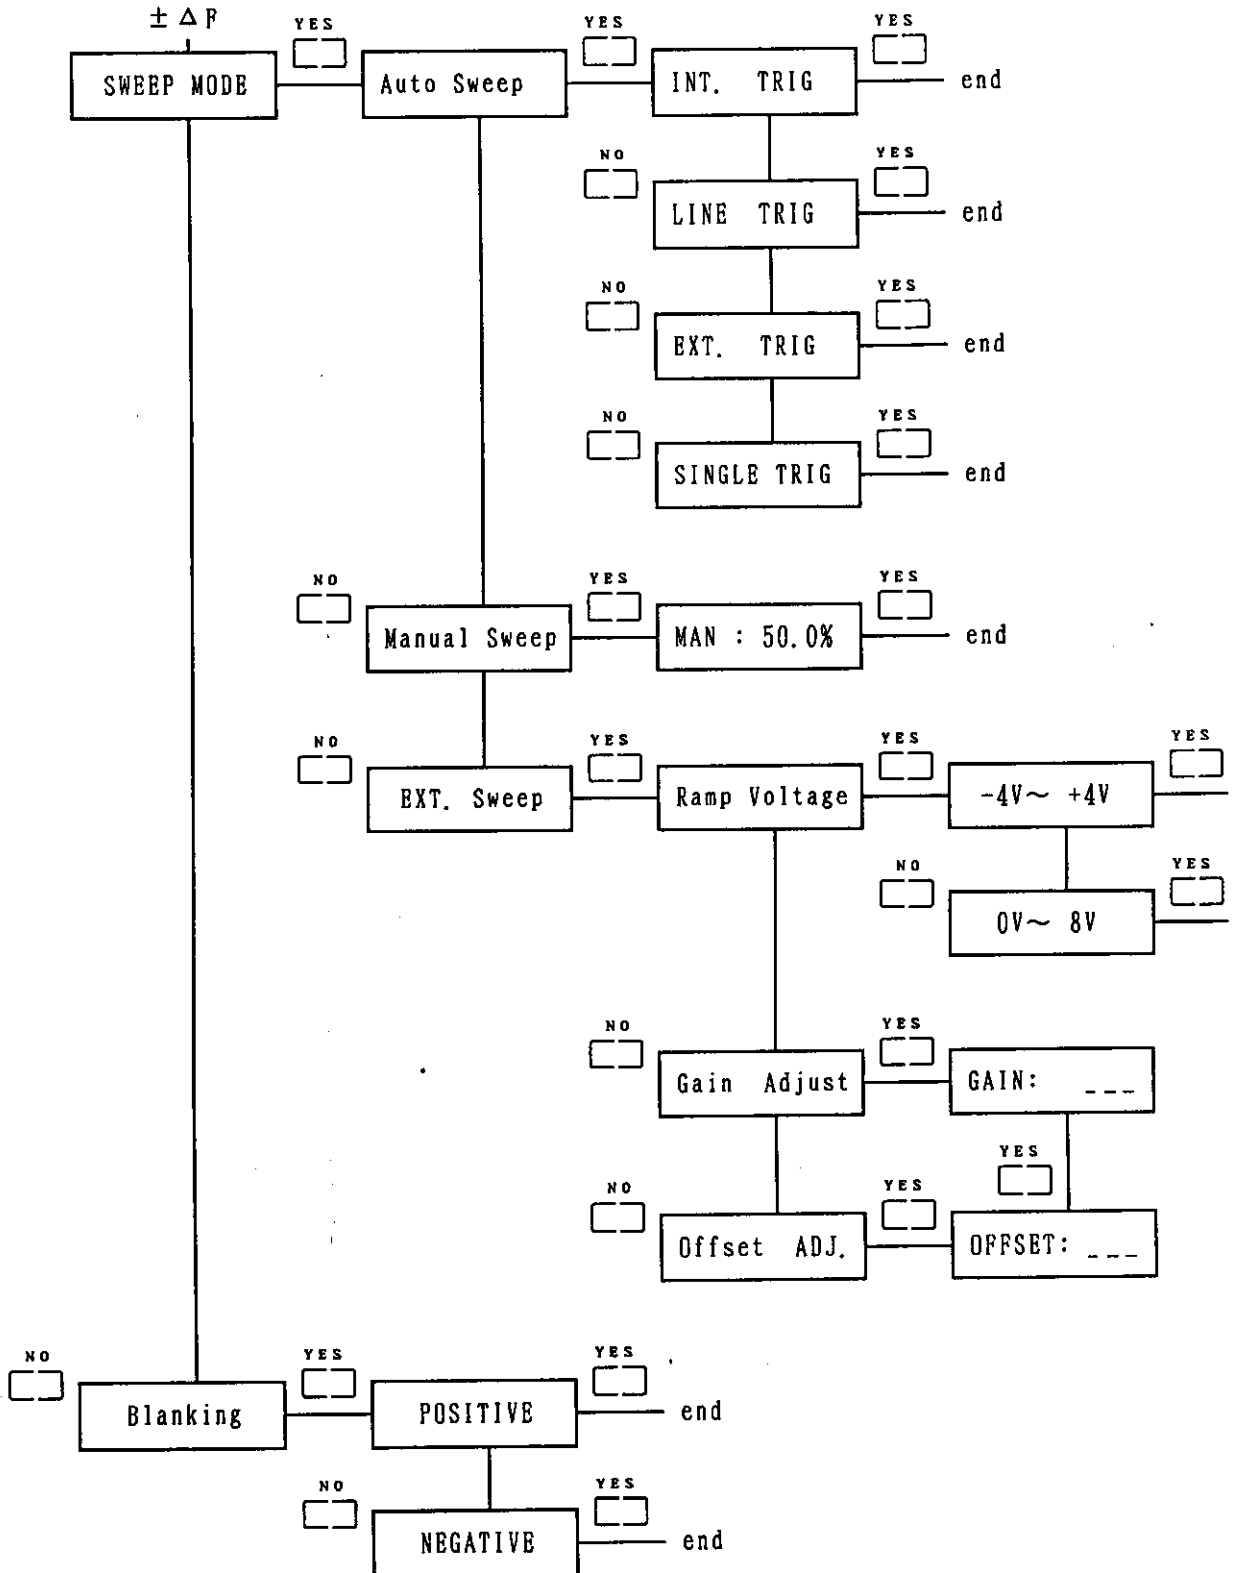 ± Δ F
YES YES YES
SWEEP MODE Auto Sweep INT. TRIG end
NO YES
LINE TRIG end
NO YES
EXT. TRIG end
NO YES
SINGLE TRIG end
NO YES YES
Manual Sweep MAN : 50.0% end
NO YES YES YES
EXT. Sweep Ramp Voltage -4V~ +4V
NO YES
0V~ 8V
NO YES
Gain Adjust GAIN: _ _ _
YES
NO YES
Offset ADJ. OFFSET: _ _ _
NO YES YES
Blanking POSITIVE end
NO YES
NEGATIVE end